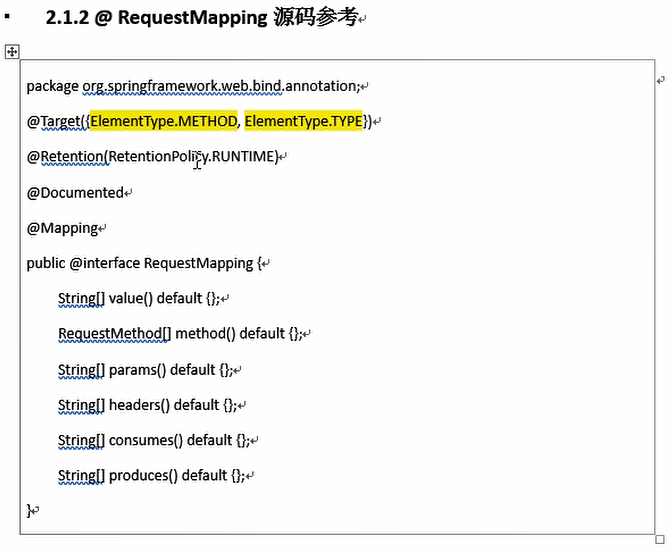 ▪ 2.1.2 @ RequestMapping 源码参考
package org.springframework.web.bind.annotation;
@Target({ElementType.METHOD, ElementType.TYPE})
@Retention(RetentionPolicy.RUNTIME)
@Documented
@Mapping
public @interface RequestMapping {
String[] value() default {};
RequestMethod[] method() default {};
String[] params() default {};
String[] headers() default {};
String[] consumes() default {};
String[] produces() default {};
}